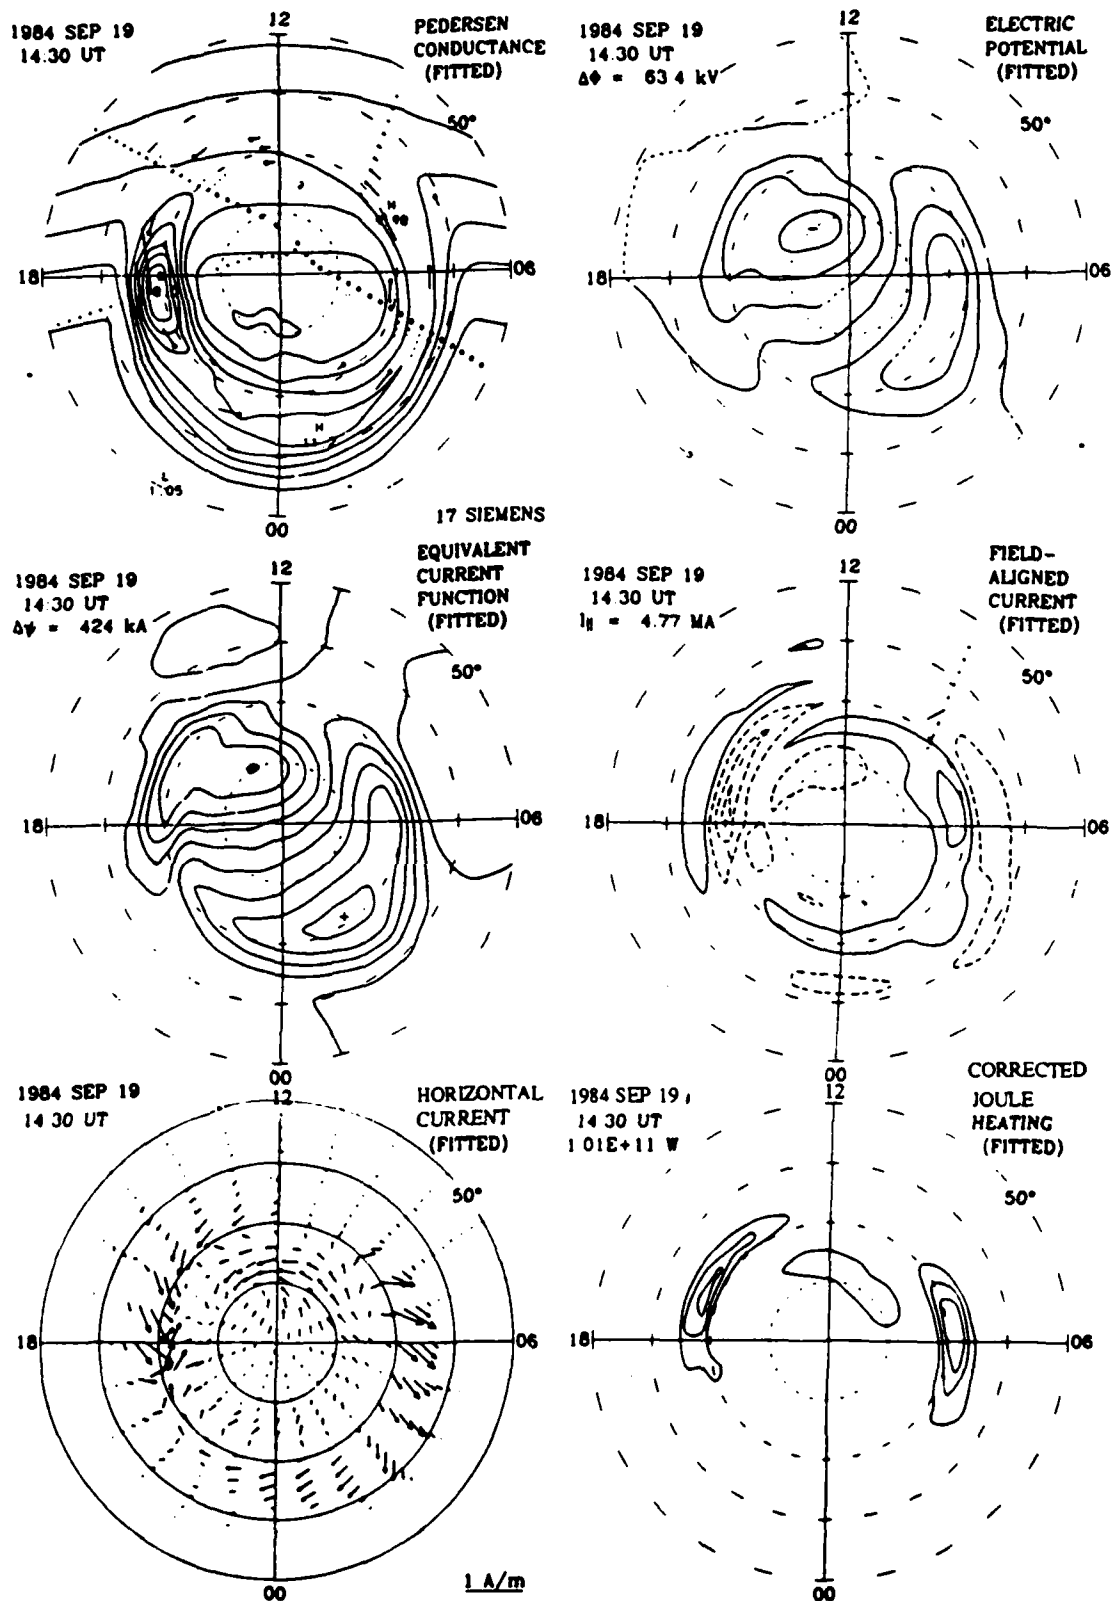 1984 SEP 19
14:30 UT
12
PEDERSEN
CONDUCTANCE
(FITTED)
50°
H
18
06
H
11
L
1.05
00
17 SIEMENS
1984 SEP 19
14:30 UT
ΔΦ = 63.4 kV
12
ELECTRIC
POTENTIAL
(FITTED)
50°
18
06
00
1984 SEP 19
14:30 UT
Δψ = 424 kA
12
EQUIVALENT
CURRENT
FUNCTION
(FITTED)
50°
18
06
00
1984 SEP 19
14:30 UT
I∥ = 4.77 MA
12
FIELD-
ALIGNED
CURRENT
(FITTED)
50°
18
06
00
1984 SEP 19
14 30 UT
12
HORIZONTAL
CURRENT
(FITTED)
50°
18
06
00
1 A/m
1984 SEP 19
14 30 UT
1 01E+11 W
12
CORRECTED
JOULE
HEATING
(FITTED)
50°
18
06
00